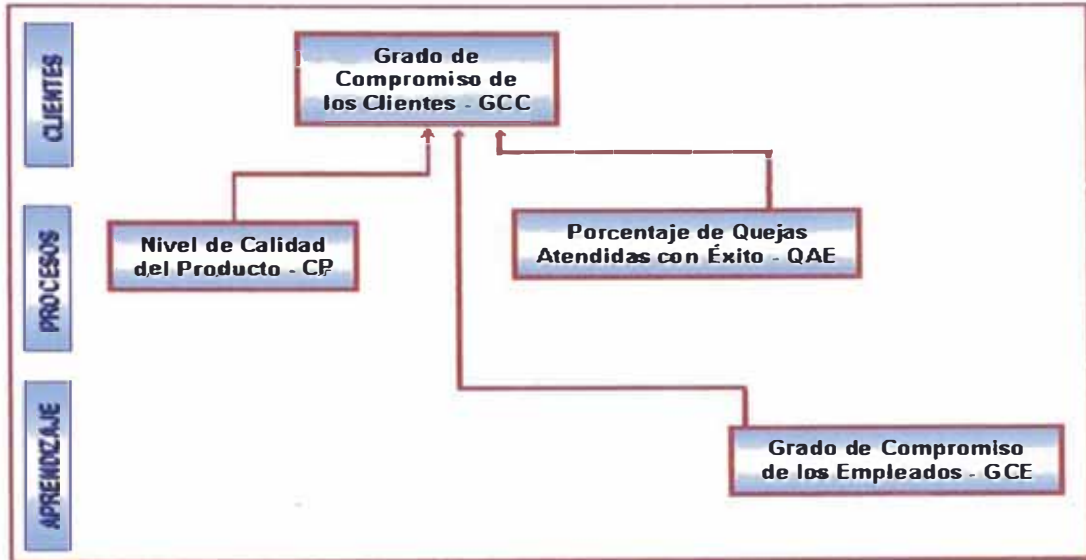 CLIENTES
Grado de
Compromiso de
los Clientes - GCC
PROCESOS
Nivel de Calidad
del Producto - CP
Porcentaje de Quejas
Atendidas con Éxito - QAE
APRENDIZAJE
Grado de Compromiso
de los Empleados - GCE